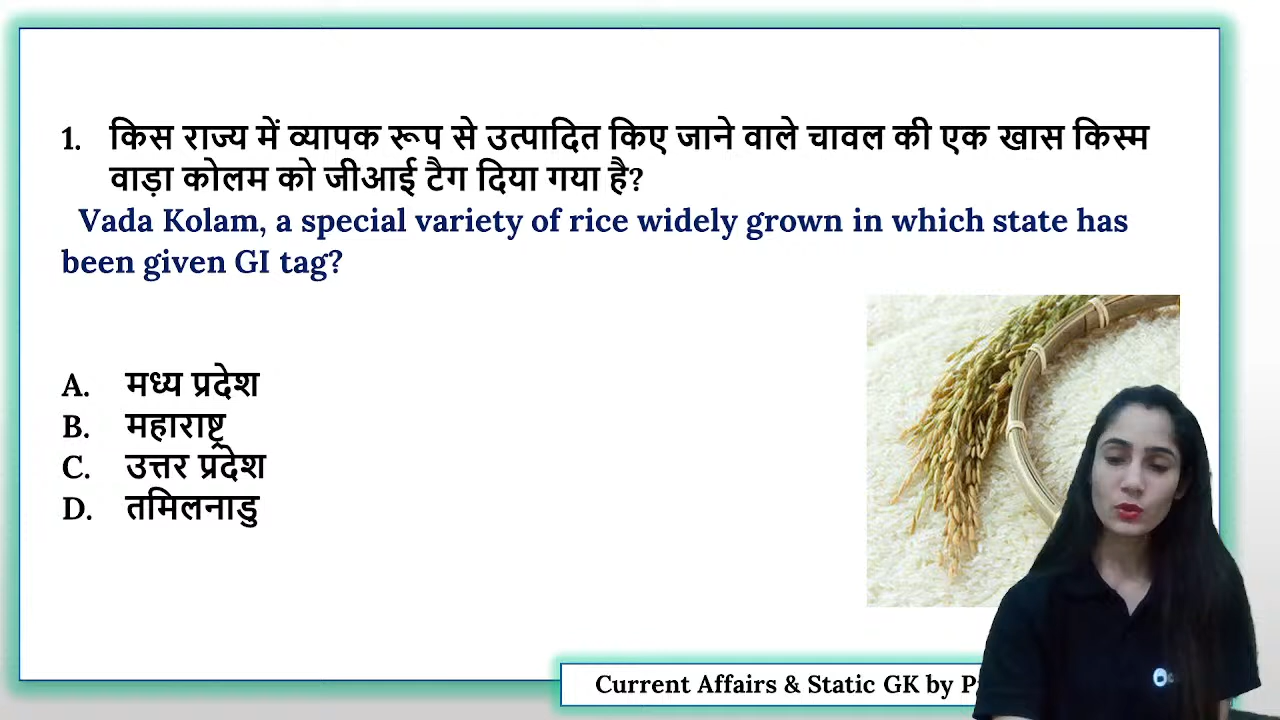 1. किस राज्य में व्यापक रूप से उत्पादित किए जाने वाले चावल की एक खास किस्म
वाड़ा कोलम को जीआई टैग दिया गया है?
Vada Kolam, a special variety of rice widely grown in which state has
been given GI tag?
A. मध्य प्रदेश
B. महाराष्ट्र
C. उत्तर प्रदेश
D. तमिलनाडु
Current Affairs & Static GK by